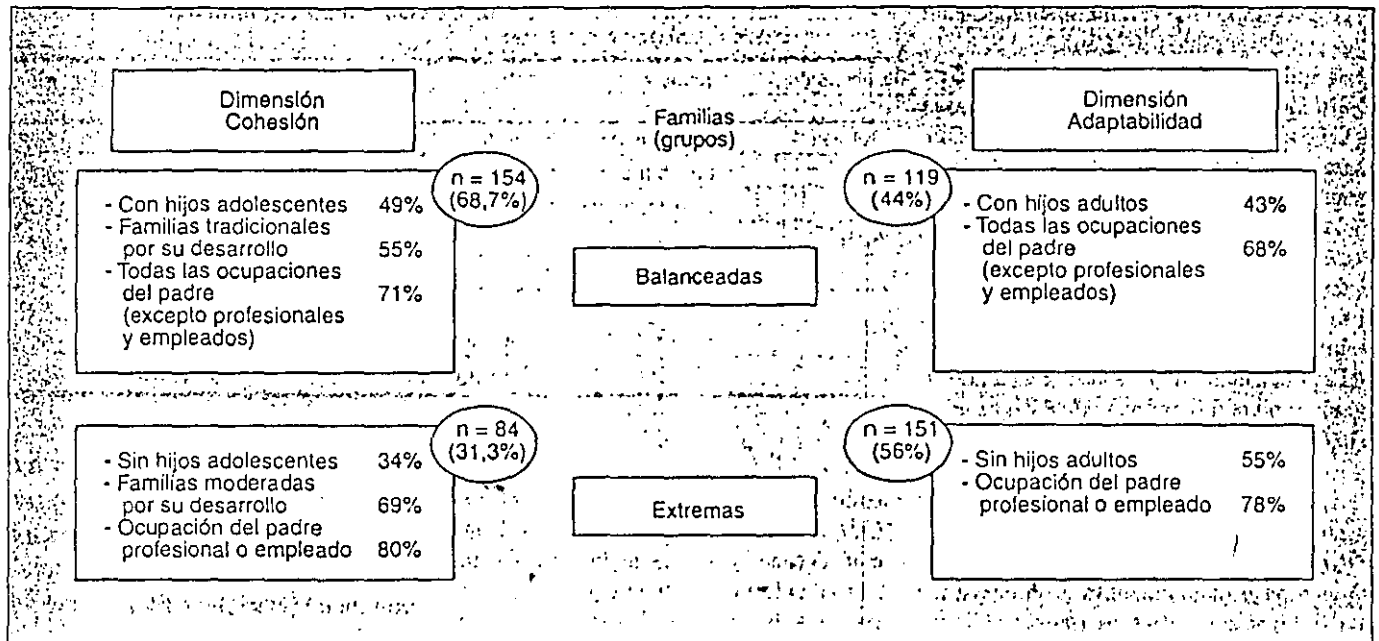 Dimensión
Cohesión
Familias
(grupos)
Dimensión
Adaptabilidad
n = 154
(68,7%)
- Con hijos adolescentes 49%
- Familias tradicionales
por su desarrollo 55%
- Todas las ocupaciones
del padre 71%
(excepto profesionales
y empleados)
Balanceadas
n = 119
(44%)
- Con hijos adultos 43%
- Todas las ocupaciones
del padre 68%
(excepto profesionales
y empleados)
n = 84
(31,3%)
- Sin hijos adolescentes 34%
- Familias moderadas
por su desarrollo 69%
- Ocupación del padre
profesional o empleado 80%
Extremas
n = 151
(56%)
- Sin hijos adultos 55%
- Ocupación del padre
profesional o empleado 78%